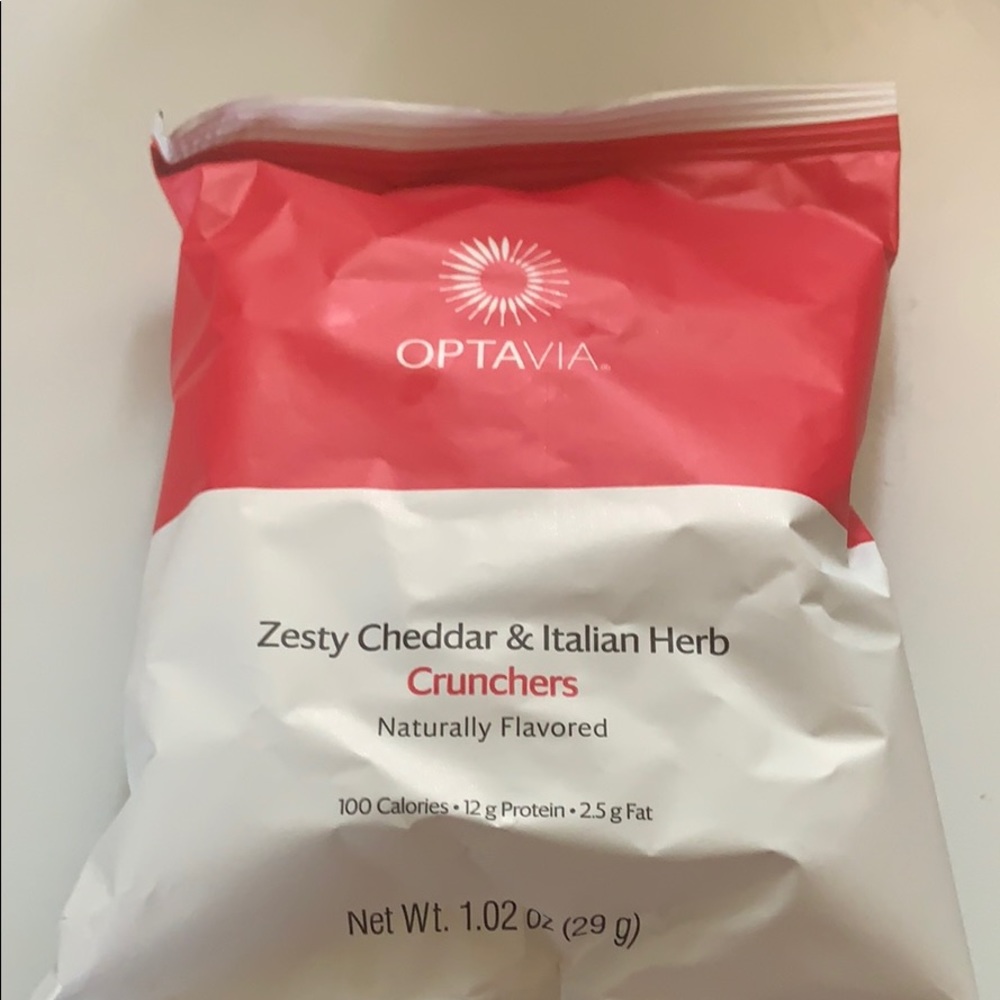 OPTAVIA®
Zesty Cheddar & Italian Herb
Crunchers
Naturally Flavored
100 Calories • 12 g Protein • 2.5 g Fat
Net Wt. 1.02 oz (29 g)